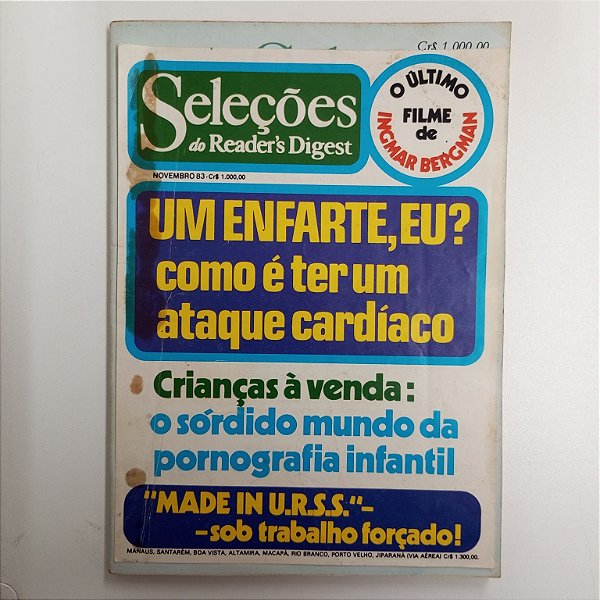 Cr$ 1.000,00
Seleções
do Reader's Digest
O ÚLTIMO
FILME
de
INGMAR BERGMAN
NOVEMBRO 83-Cr$ 1.000,00
UM ENFARTE, EU?
como é ter um
ataque cardíaco
Crianças à venda:
o sórdido mundo da
pornografia infantil
"MADE IN U.R.S.S."-
-sob trabalho forçado!
MANAUS, SANTARÉM, BOA VISTA, ALTAMIRA, MACAPÁ, RIO BRANCO, PORTO VELHO, JIPARANÁ (VIA AÉREA) Cr$ 1.300,00.